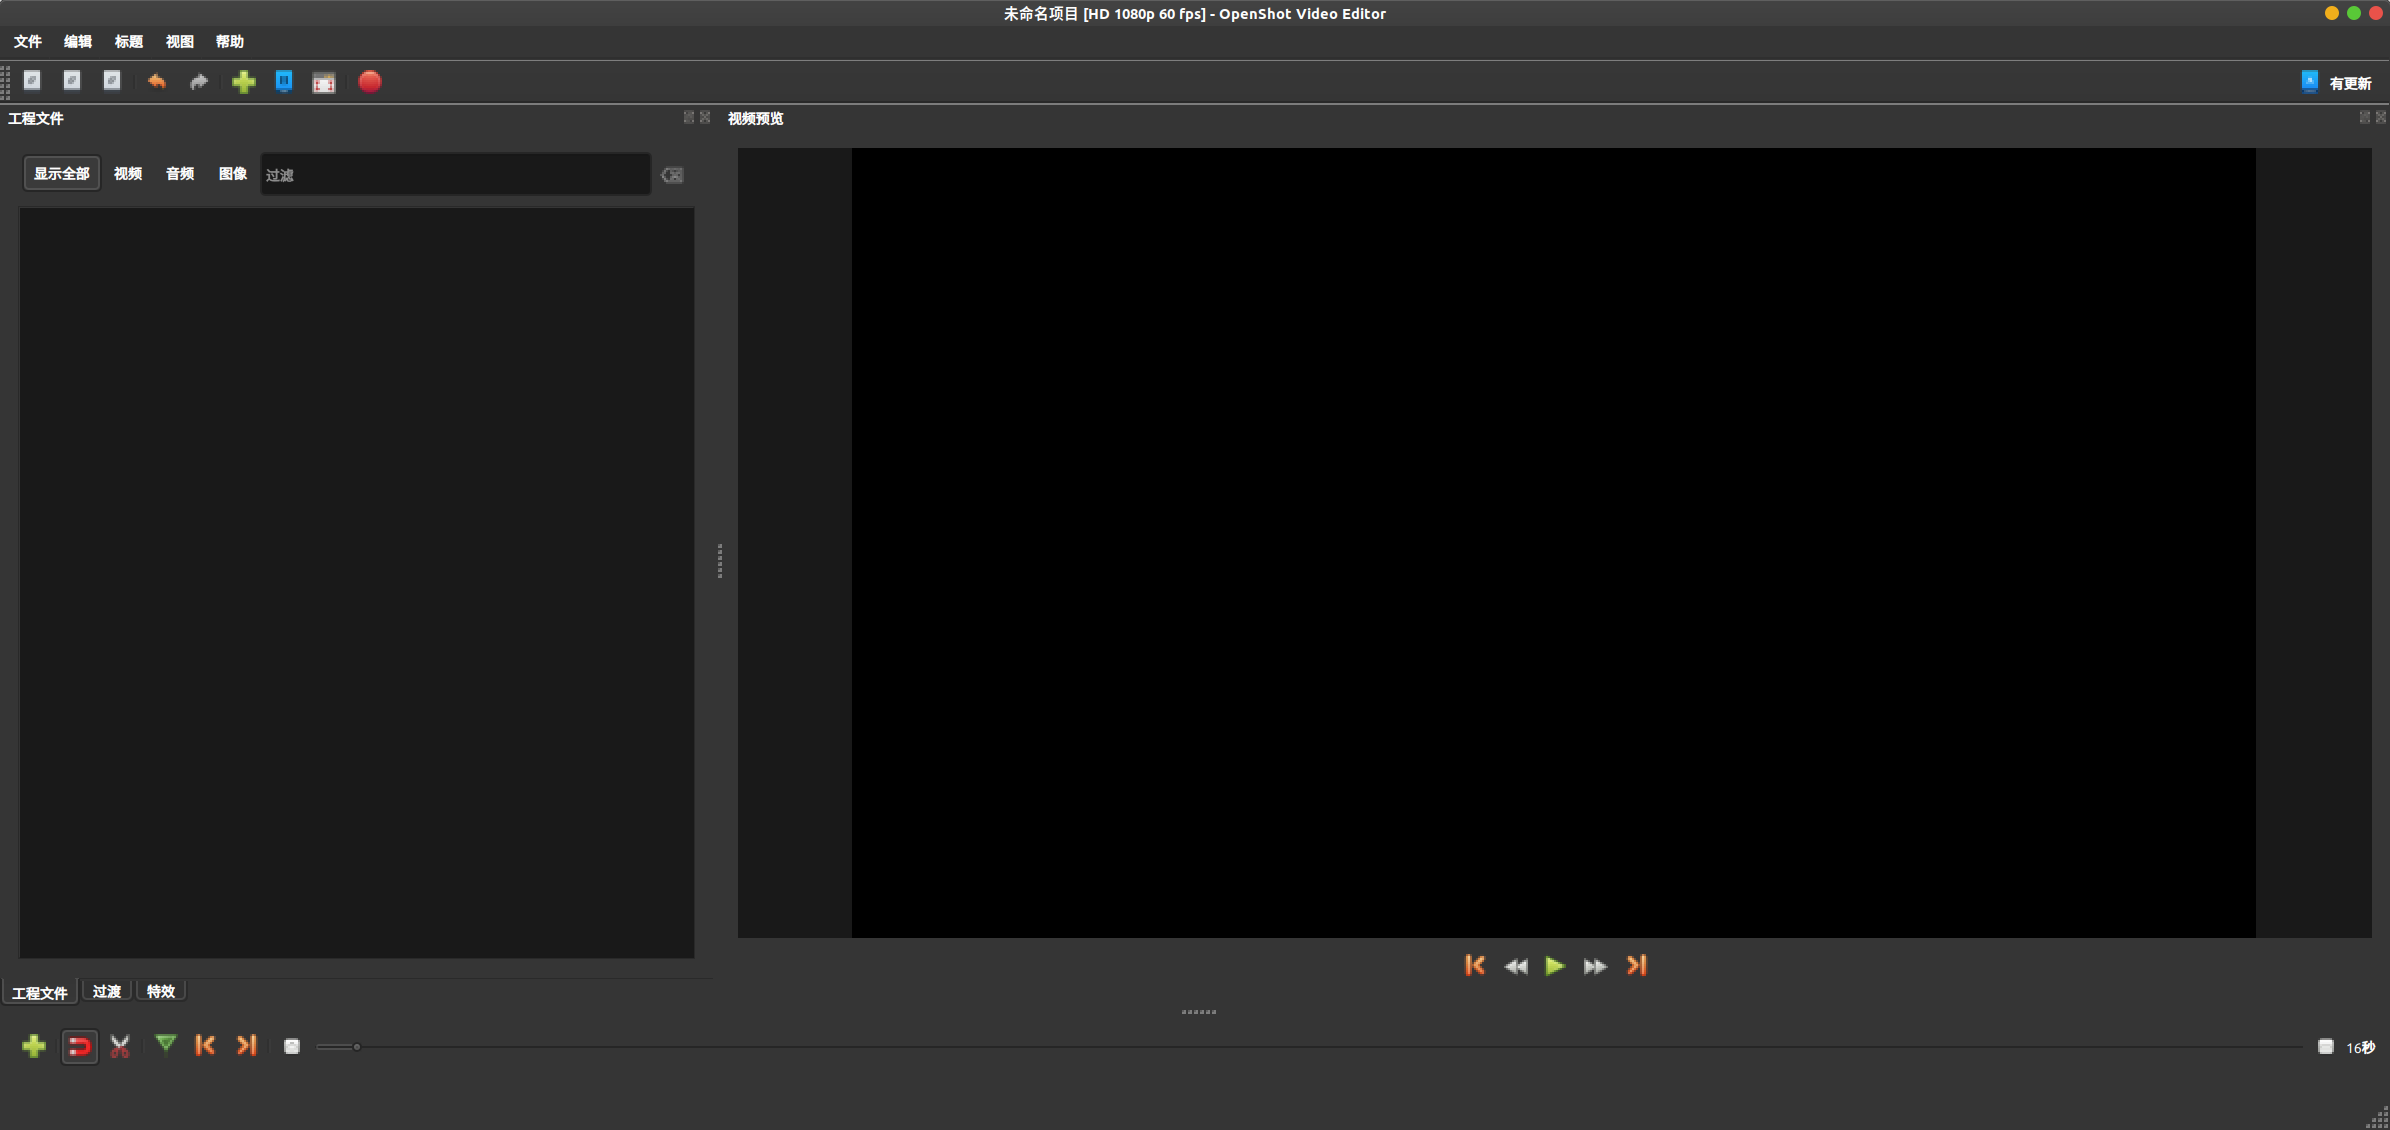 未命名项目 [HD 1080p 60 fps] - OpenShot Video Editor
文件 编辑 标题 视图 帮助
有更新
工程文件 视频预览
显示全部 视频 音频 图像 过滤
工程文件 过渡 特效
16秒